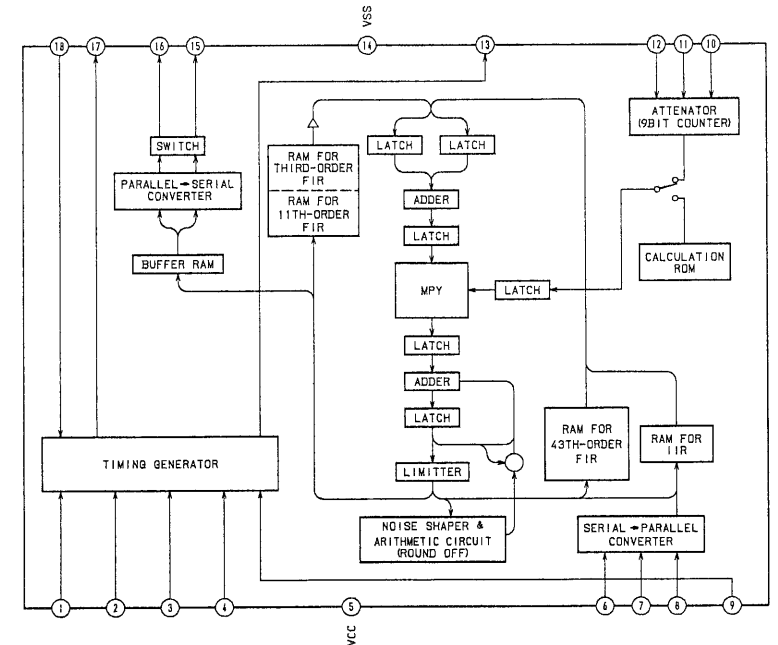 VSS
18
17
16
15
14
13
12
11
10
ATTENATOR
(9BIT COUNTER)
SWITCH
LATCH
LATCH
RAM FOR
THIRD-ORDER
FIR
RAM FOR
11TH-ORDER
FIR
PARALLEL→SERIAL
CONVERTER
ADDER
LATCH
BUFFER RAM
MPY
LATCH
CALCULATION
ROM
LATCH
ADDER
LATCH
RAM FOR
43TH-ORDER
FIR
RAM FOR
IIR
TIMING GENERATOR
LIMITTER
NOISE SHAPER &
ARITHMETIC CIRCUIT
(ROUND OFF)
SERIAL→PARALLEL
CONVERTER
1
2
3
4
5
6
7
8
9
VCC